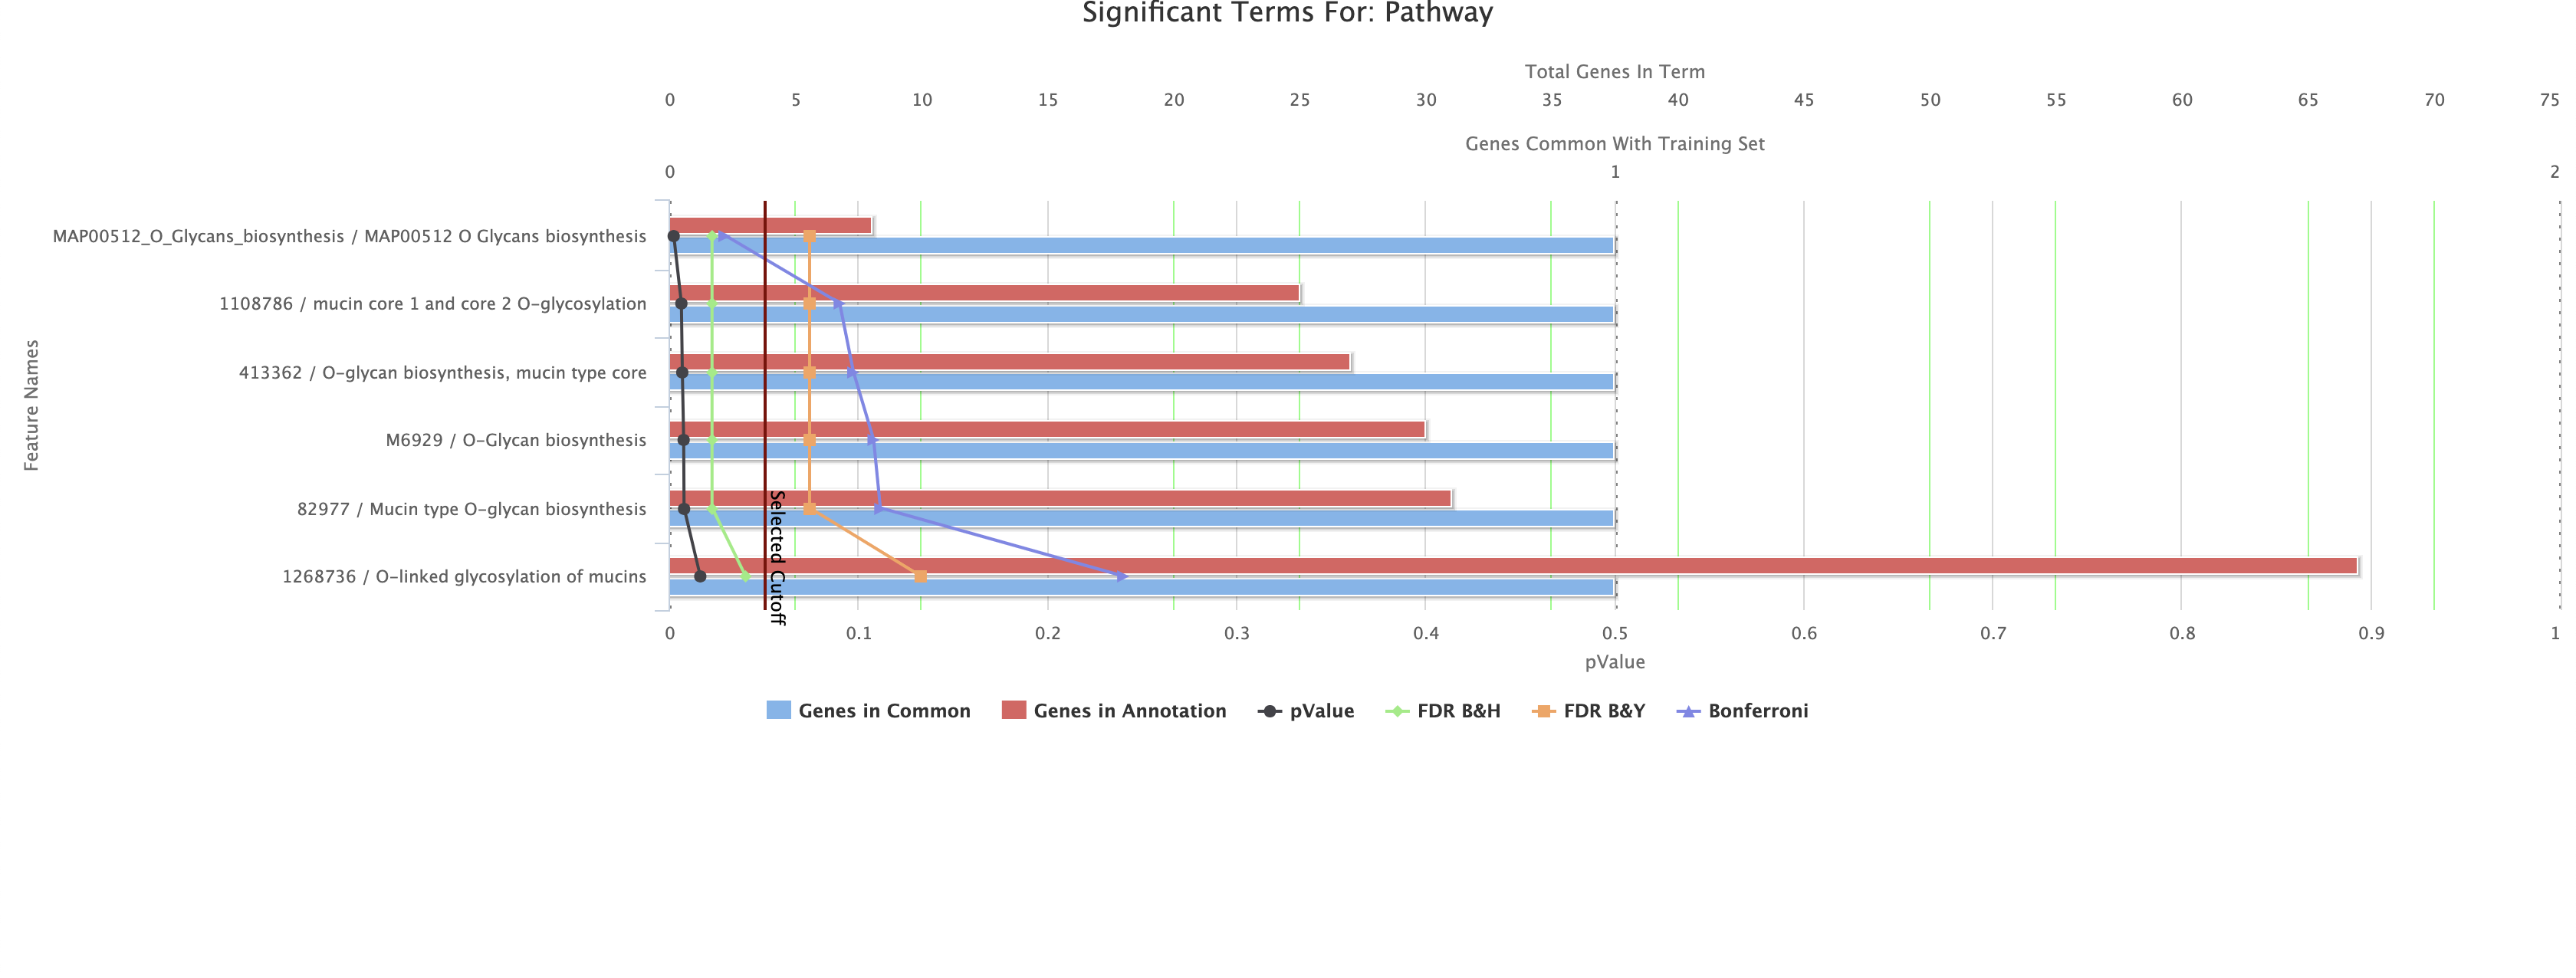 Significant Terms For: Pathway
Total Genes In Term
0 5 10 15 20 25 30 35 40 45 50 55 60 65 70 75
Genes Common With Training Set
0 1 2
Feature Names
MAP00512_O_Glycans_biosynthesis / MAP00512 O Glycans biosynthesis
1108786 / mucin core 1 and core 2 O-glycosylation
413362 / O-glycan biosynthesis, mucin type core
M6929 / O-Glycan biosynthesis
82977 / Mucin type O-glycan biosynthesis
1268736 / O-linked glycosylation of mucins
Selected Cutoff
0 0.1 0.2 0.3 0.4 0.5 0.6 0.7 0.8 0.9 1
pValue
Genes in Common Genes in Annotation pValue FDR B&H FDR B&Y Bonferroni